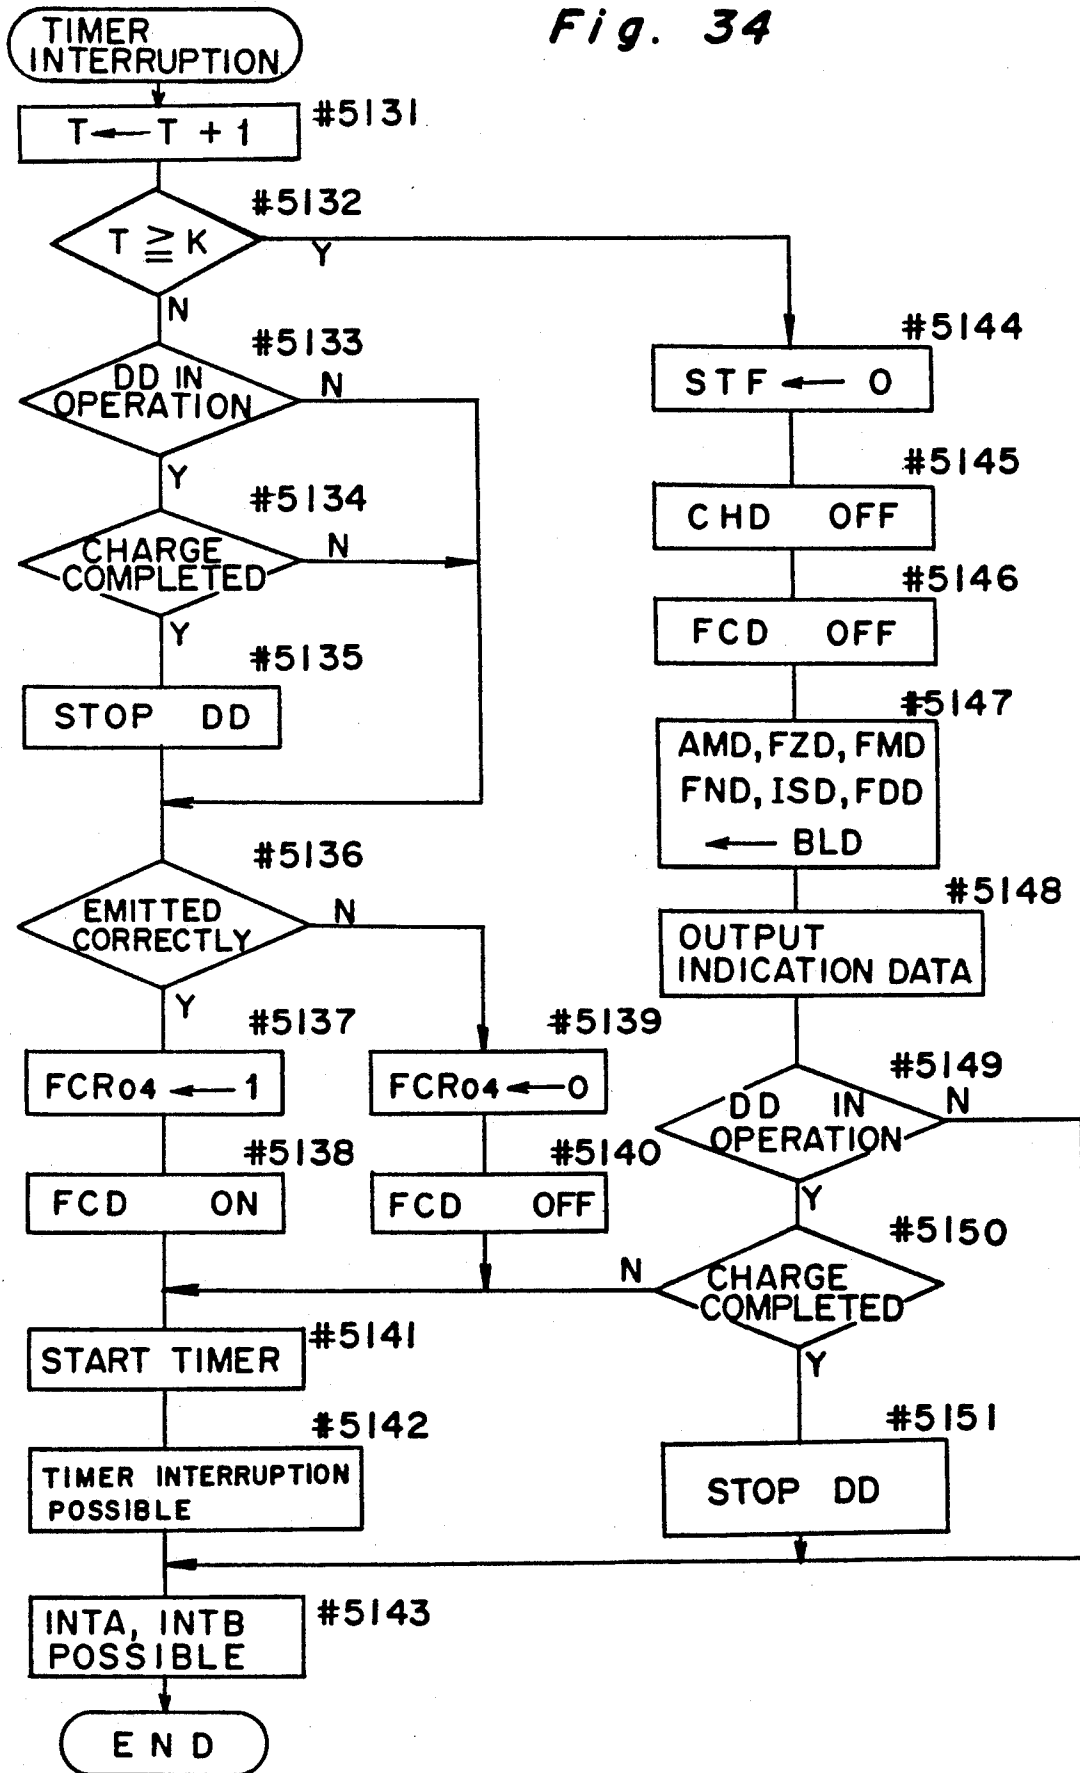 Fig. 34
TIMER
INTERRUPTION
T ← T + 1
#5131
T ≧ K
#5132
Y
N
DD IN
OPERATION
#5133
N
Y
CHARGE
COMPLETED
#5134
N
Y
STOP DD
#5135
EMITTED
CORRECTLY
#5136
N
Y
#5137
FCR04 ← 1
#5138
FCD ON
#5139
FCR04 ← 0
#5140
FCD OFF
START TIMER
#5141
#5142
TIMER INTERRUPTION
POSSIBLE
INTA, INTB
POSSIBLE
#5143
END
#5144
STF ← 0
#5145
CHD OFF
#5146
FCD OFF
#5147
AMD, FZD, FMD
FND, ISD, FDD
← BLD
#5148
OUTPUT
INDICATION DATA
#5149
DD IN
OPERATION
N
Y
#5150
CHARGE
COMPLETED
N
Y
#5151
STOP DD